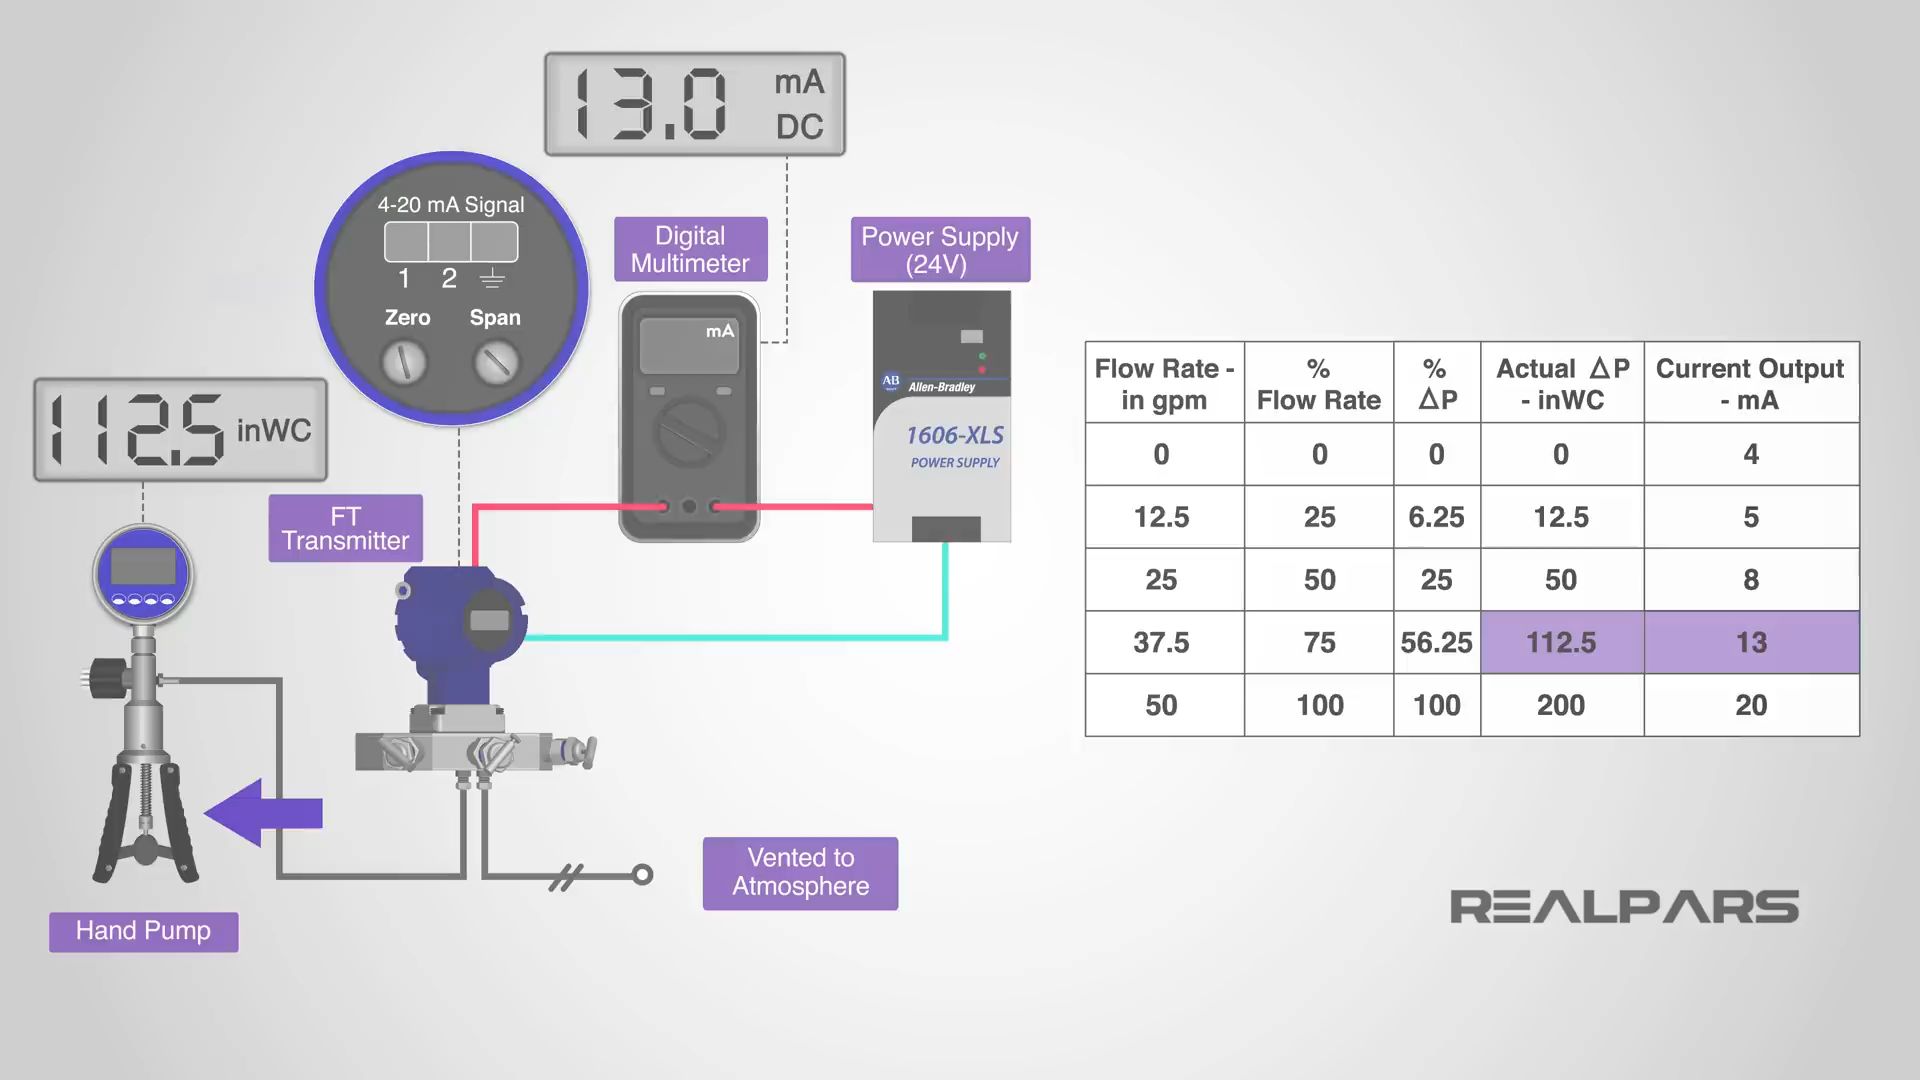 13.0 mA
DC
4-20 mA Signal
1 2
Zero Span
Digital
Multimeter
mA
Power Supply
(24V)
AB
Allen-Bradley
1606-XLS
POWER SUPPLY
112.5 inWC
FT
Transmitter
Hand Pump
Vented to
Atmosphere
Flow Rate - % % Actual ΔP Current Output
in gpm Flow Rate ΔP - inWC - mA
0 0 0 0 4
12.5 25 6.25 12.5 5
25 50 25 50 8
37.5 75 56.25 112.5 13
50 100 100 200 20
REALPARS